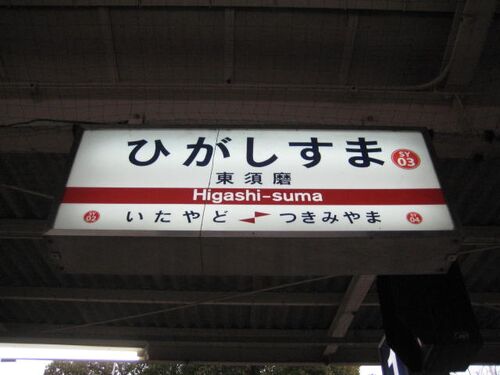 ひがしすま SY 03
東須磨
Higashi-suma
SY 02 いたやど つきみやま SY 04